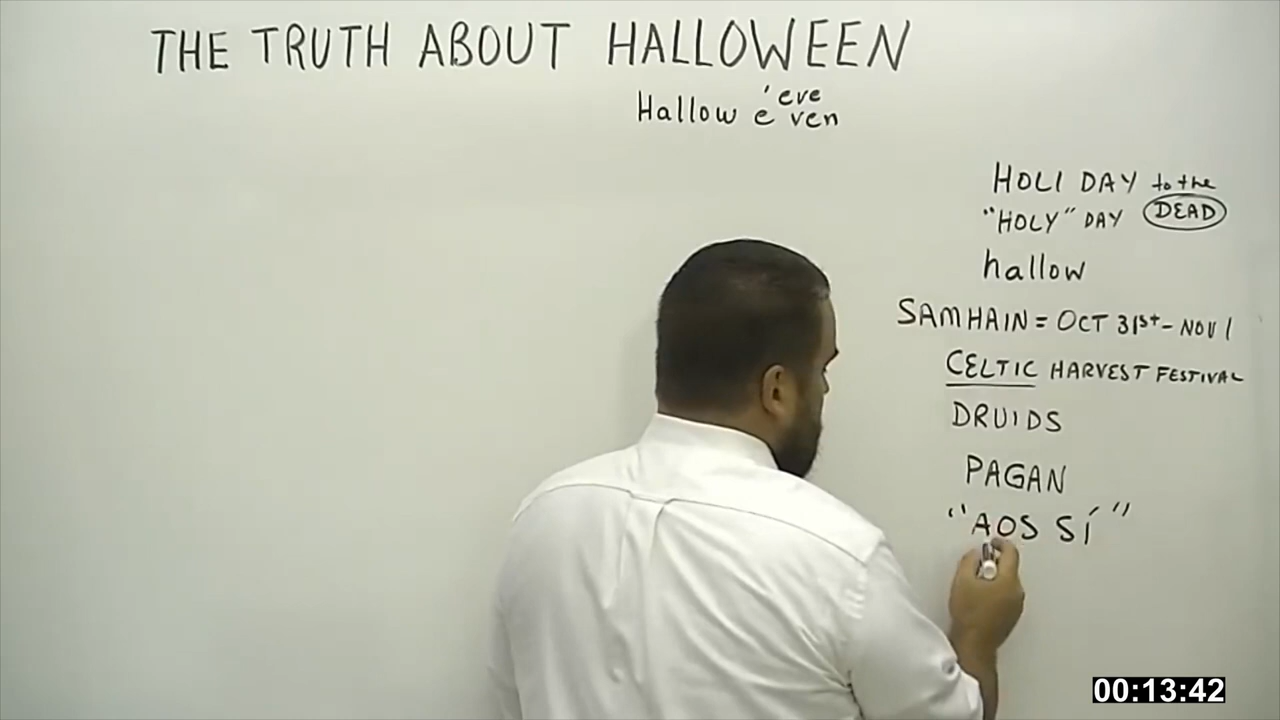 THE TRUTH ABOUT HALLOWEEN
'eve
Hallow e ven
HOLI DAY to the
"HOLY" DAY DEAD
hallow
SAMHAIN = OCT 31st - NOV 1
CELTIC HARVEST FESTIVAL
DRUIDS
PAGAN
"AOS SÍ"
00:13:42